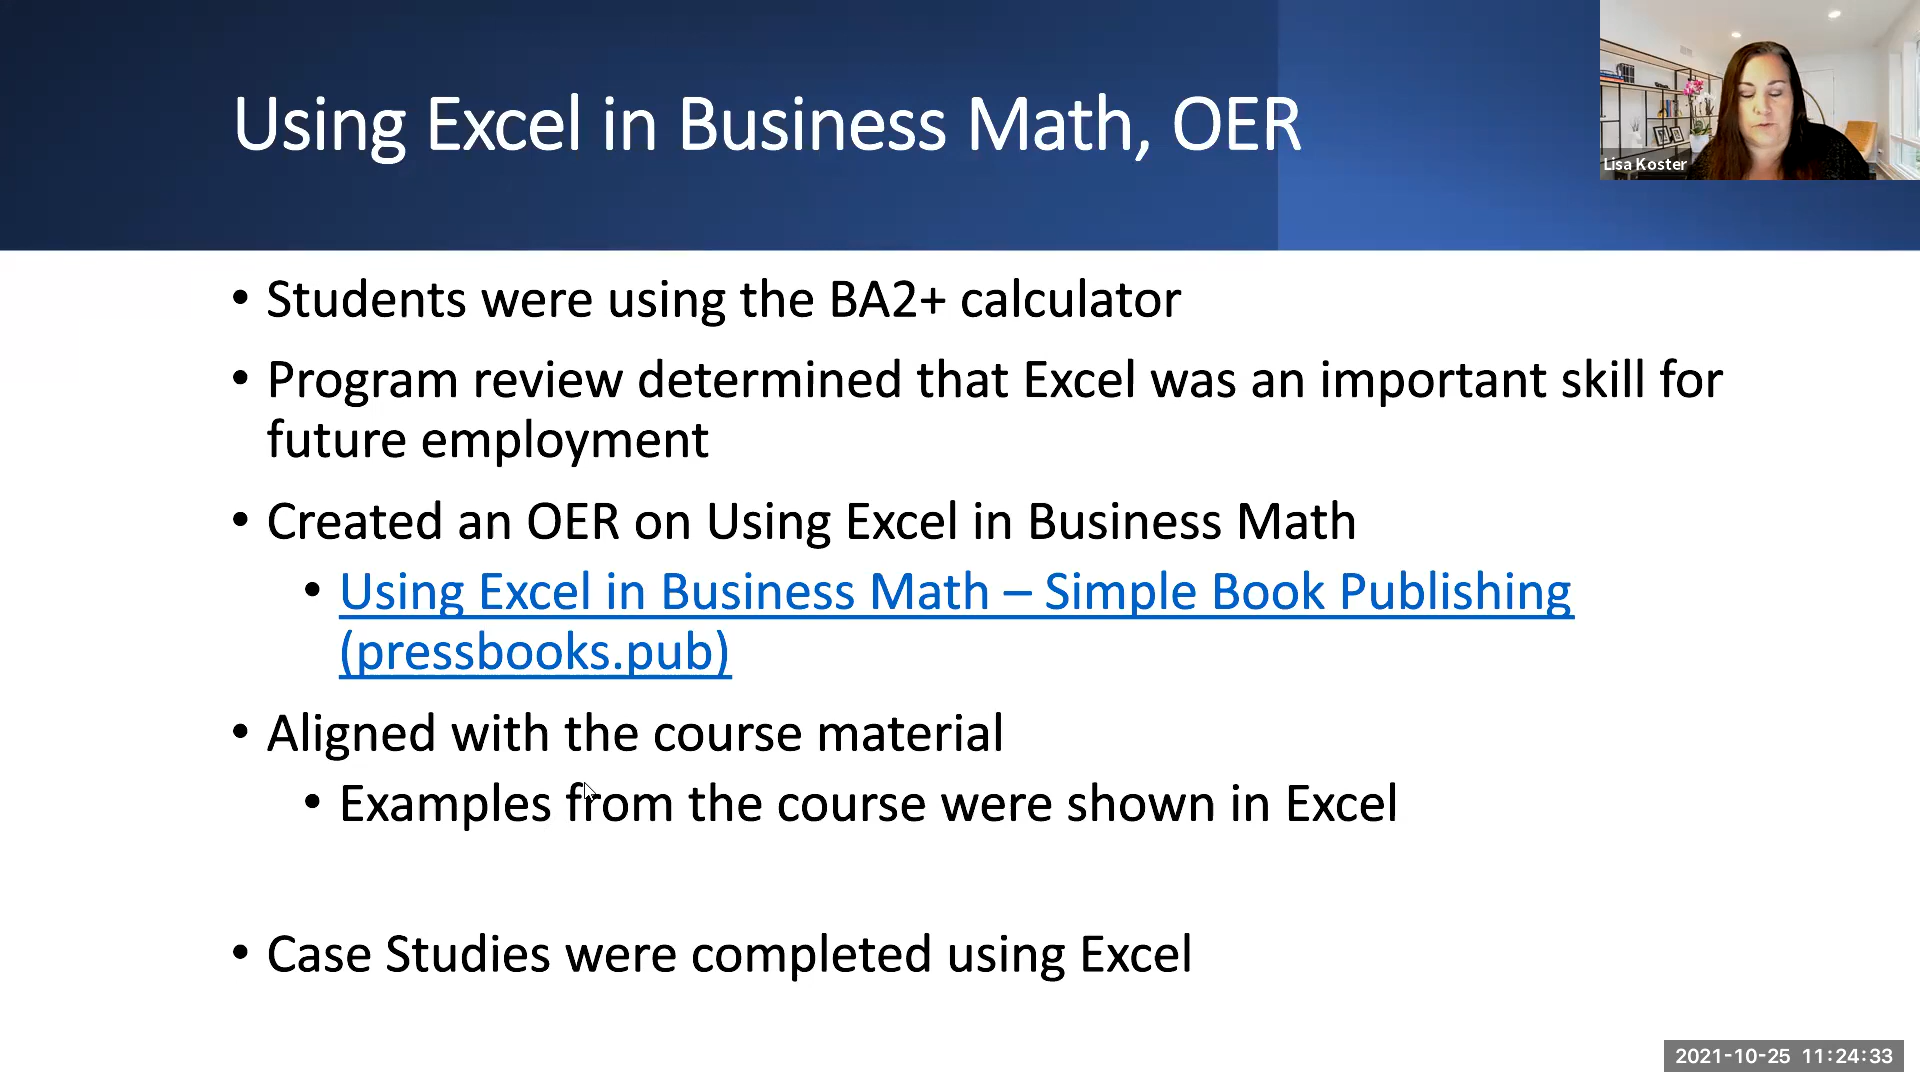 Using Excel in Business Math, OER
Lisa Koster
• Students were using the BA2+ calculator
• Program review determined that Excel was an important skill for
future employment
• Created an OER on Using Excel in Business Math
• Using Excel in Business Math – Simple Book Publishing
(pressbooks.pub)
• Aligned with the course material
• Examples from the course were shown in Excel
• Case Studies were completed using Excel
2021-10-25 11:24:33